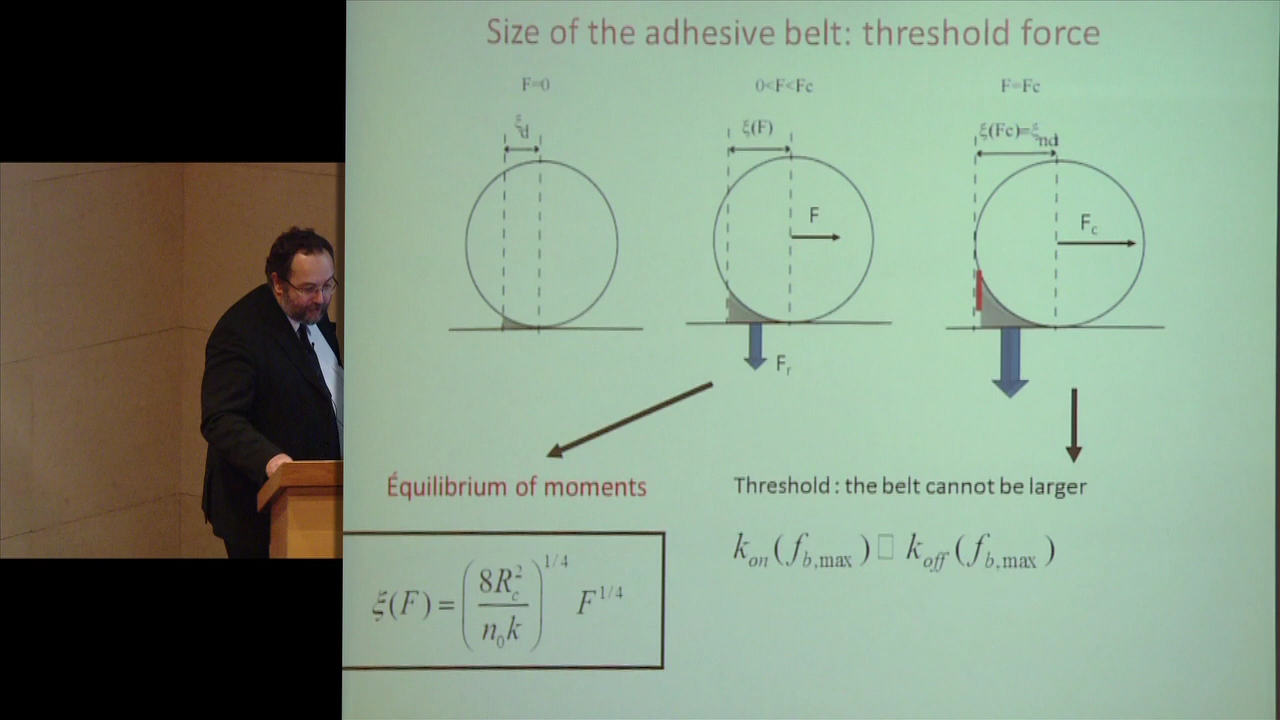 Size of the adhesive belt: threshold force
F=0
0<F<Fc
F=Fc
ξd
ξ(F)
ξ(Fc)=ξnd
F
Fc
Fr
Équilibrium of moments
Threshold : the belt cannot be larger
kon(fb,max) □ koff(fb,max)
ξ(F) = (8Rc²/n0k)^1/4 F^1/4